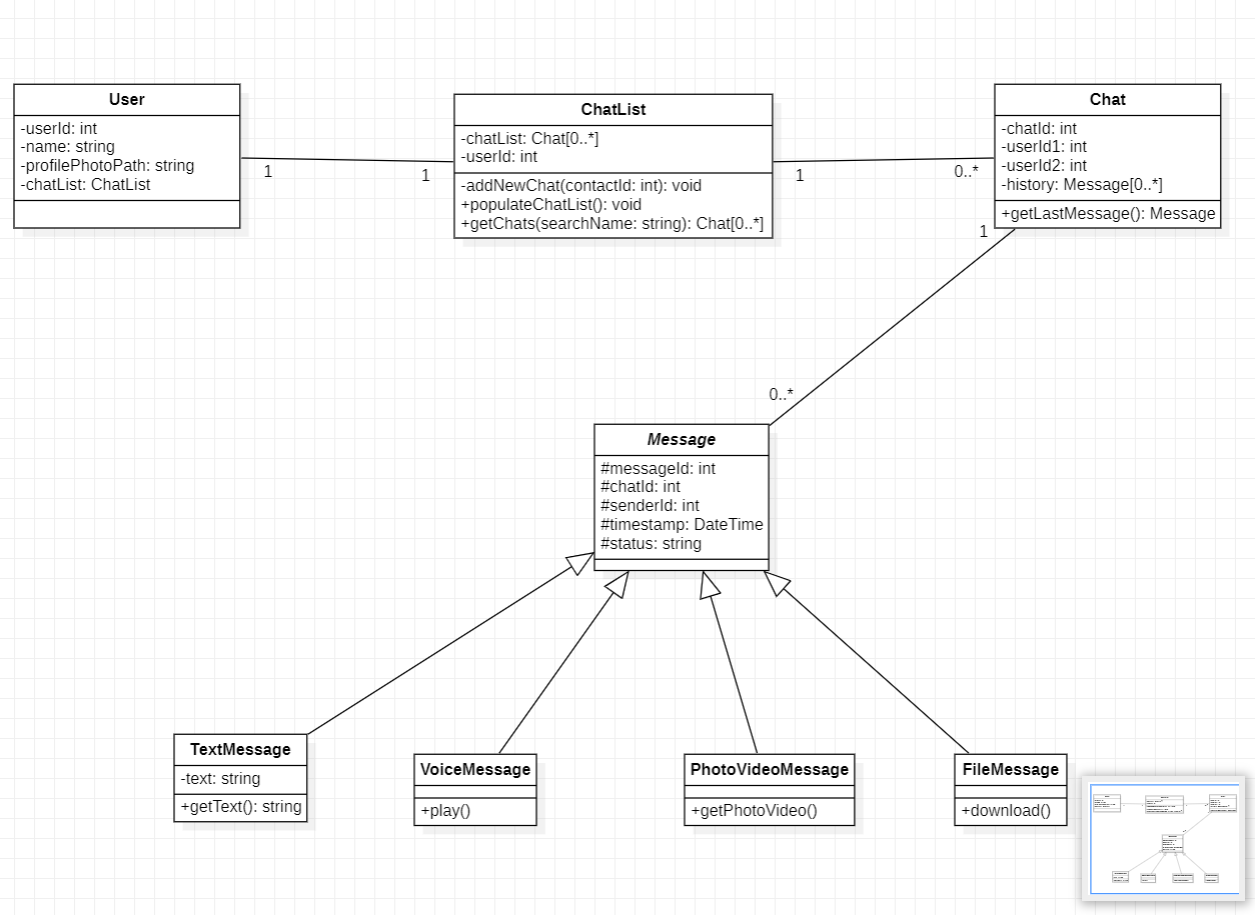 User
-userId: int
-name: string
-profilePhotoPath: string
-chatList: ChatList
1
1
ChatList
-chatList: Chat[0..*]
-userId: int
-addNewChat(contactId: int): void
+populateChatList(): void
+getChats(searchName: string): Chat[0..*]
1
0..*
Chat
-chatId: int
-userId1: int
-userId2: int
-history: Message[0..*]
+getLastMessage(): Message
1
0..*
Message
#messageId: int
#chatId: int
#senderId: int
#timestamp: DateTime
#status: string
TextMessage
-text: string
+getText(): string
VoiceMessage
+play()
PhotoVideoMessage
+getPhotoVideo()
FileMessage
+download()